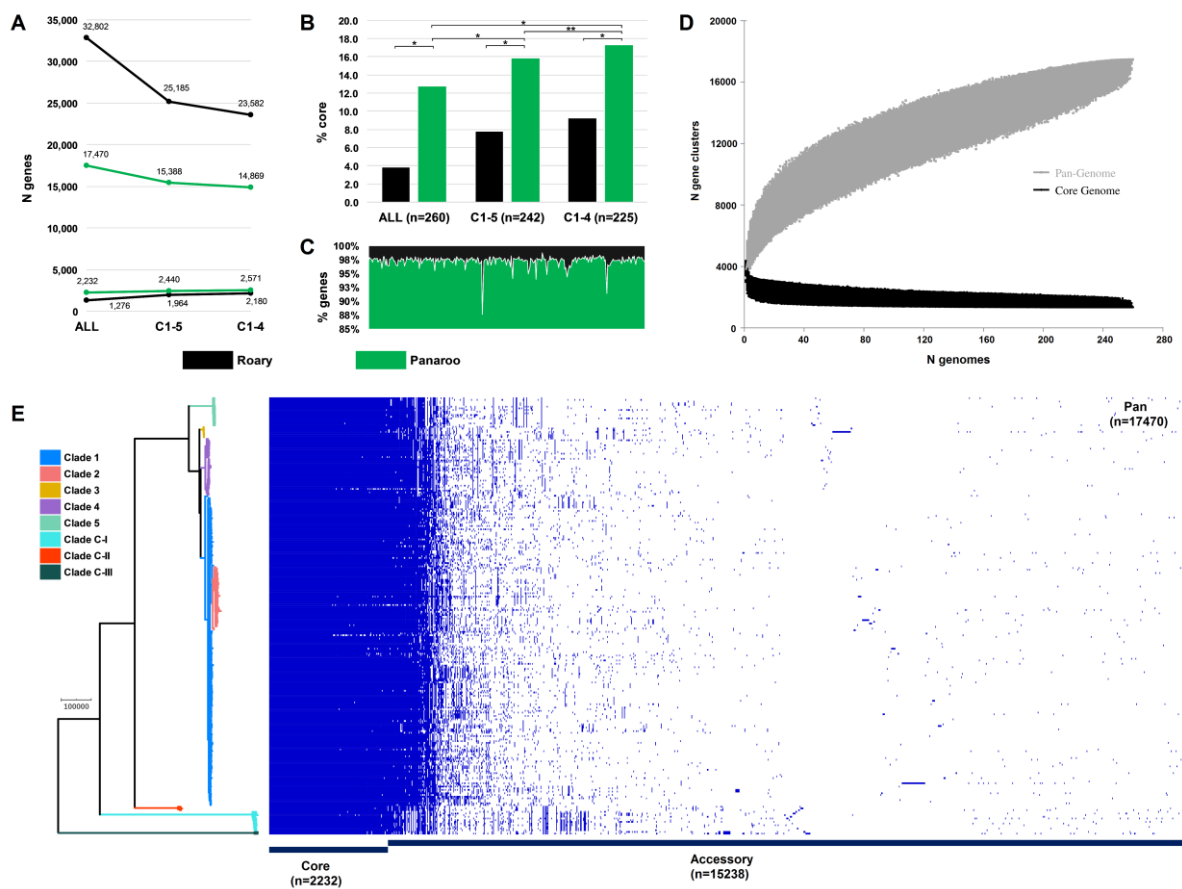 A
35,000
30,000
25,000
20,000
15,000
10,000
5,000
0
N genes
32,802
25,185
23,582
17,470
15,388
14,869
2,232
2,440
2,571
1,276
1,964
2,180
ALL
C1-5
C1-4
B
20.0
18.0
16.0
14.0
12.0
10.0
8.0
6.0
4.0
2.0
0.0
% core
*
*
**
*
*
*
ALL (n=260)
C1-5 (n=242)
C1-4 (n=225)
C
100%
98%
96%
93%
90%
88%
85%
% genes
Roary
Panaroo
D
20000
16000
12000
8000
4000
0
N gene clusters
Pan-Genome
Core Genome
0
40
80
120
160
200
240
280
N genomes
E
Clade 1
Clade 2
Clade 3
Clade 4
Clade 5
Clade C-I
Clade C-II
Clade C-III
100000
Pan
(n=17470)
Core
(n=2232)
Accessory
(n=15238)